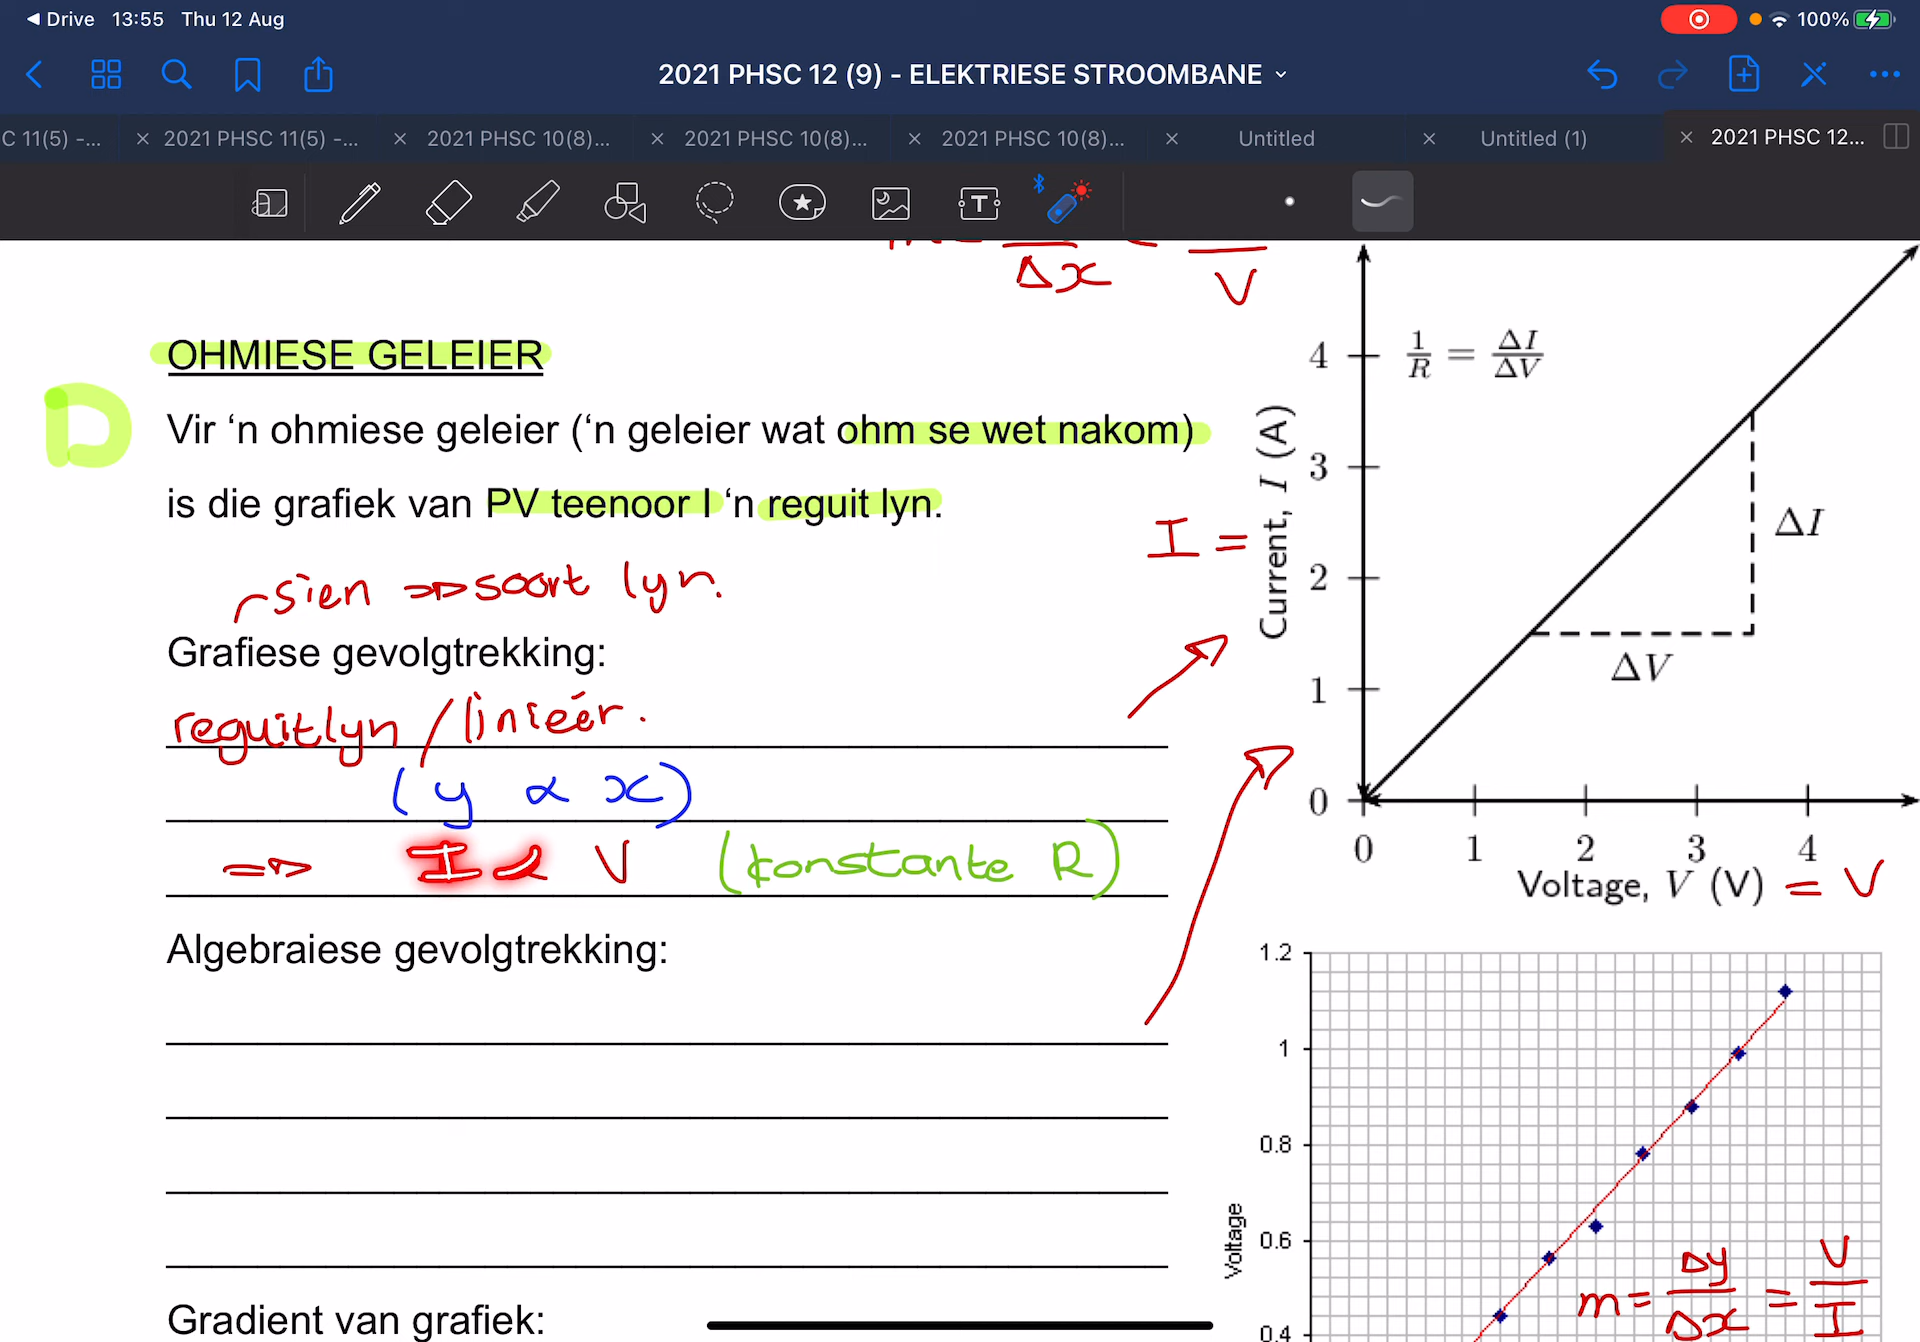 Drive 13:55 Thu 12 Aug
100%
2021 PHSC 12 (9) - ELEKTRIESE STROOMBANE
C 11(5) -...
2021 PHSC 11(5) -...
2021 PHSC 10(8)...
2021 PHSC 10(8)...
2021 PHSC 10(8)...
Untitled
Untitled (1)
2021 PHSC 12...
Δx
V
OHMIESE GELEIER
D
Vir ‘n ohmiese geleier (‘n geleier wat ohm se wet nakom)
is die grafiek van PV teenoor I ‘n reguit lyn.
sien => soort lyn.
Grafiese gevolgtrekking:
reguitlyn / linieêr.
(y ∝ x)
=> I ∝ V (konstante R)
Algebraiese gevolgtrekking:
Gradient van grafiek:
I =
Current, I (A)
4
3
2
1
0
1/R = ΔI/ΔV
ΔI
ΔV
0 1 2 3 4
Voltage, V (V) = V
1.2
1
0.8
0.6
0.4
Voltage
m = Δy/Δx = V/I